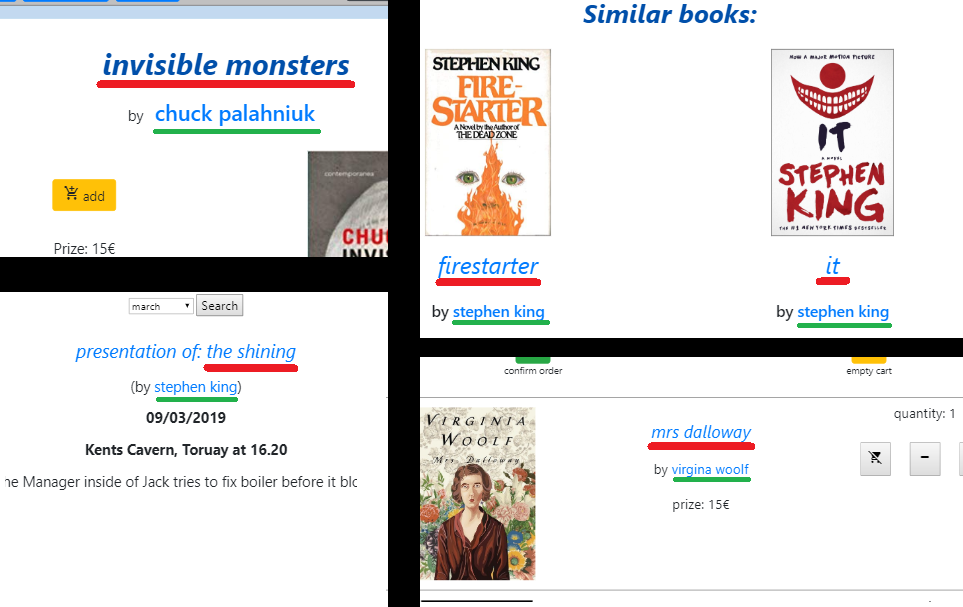 invisible monsters
by chuck palahniuk
add
Prize: 15€
contemporanea
CHU
INVIS
Similar books:
STEPHEN KING
FIRE-
STARTER
A Novel by the Author of
THE DEAD ZONE
firestarter
by stephen king
NOW A MAJOR MOTION PICTURE
IT
A NOVEL
STEPHEN
KING
THE #1 NEW YORK TIMES BESTSELLER
it
by stephen king
march
Search
presentation of: the shining
(by stephen king)
09/03/2019
Kents Cavern, Toruay at 16.20
ne Manager inside of Jack tries to fix boiler before it blo
confirm order
empty cart
VIRGINIA
WOOLF
Mrs Dalloway
mrs dalloway
by virgina woolf
prize: 15€
quantity: 1
-